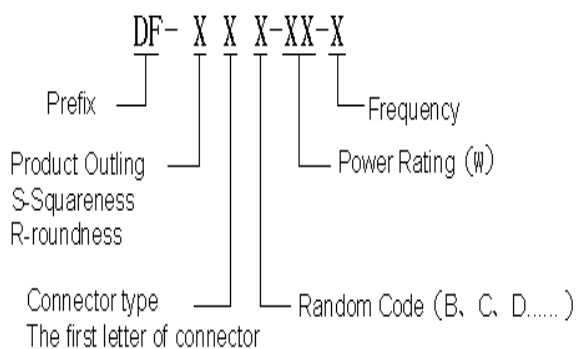 DF- X X X-XX-X
Prefix
Frequency
Product Outling
S-Squareness
R-roundness
Power Rating（W）
Connector type
The first letter of connector
Random Code（B、C、D......）